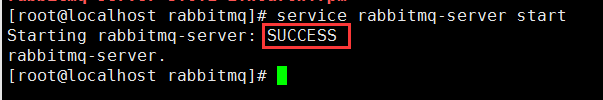 [root@localhost rabbitmq]# service rabbitmq-server start
Starting rabbitmq-server: SUCCESS
rabbitmq-server.
[root@localhost rabbitmq]#